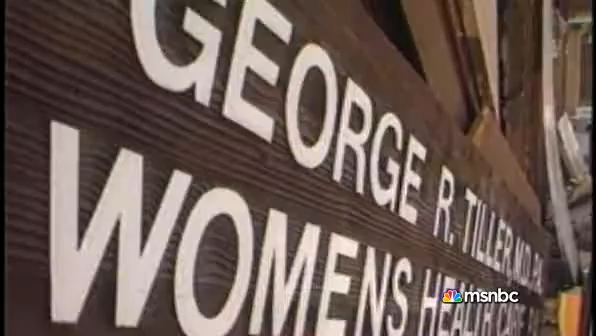 GEORGE R. TILLER, M.D., P.A.
WOMENS HEALTH CARE
msnbc